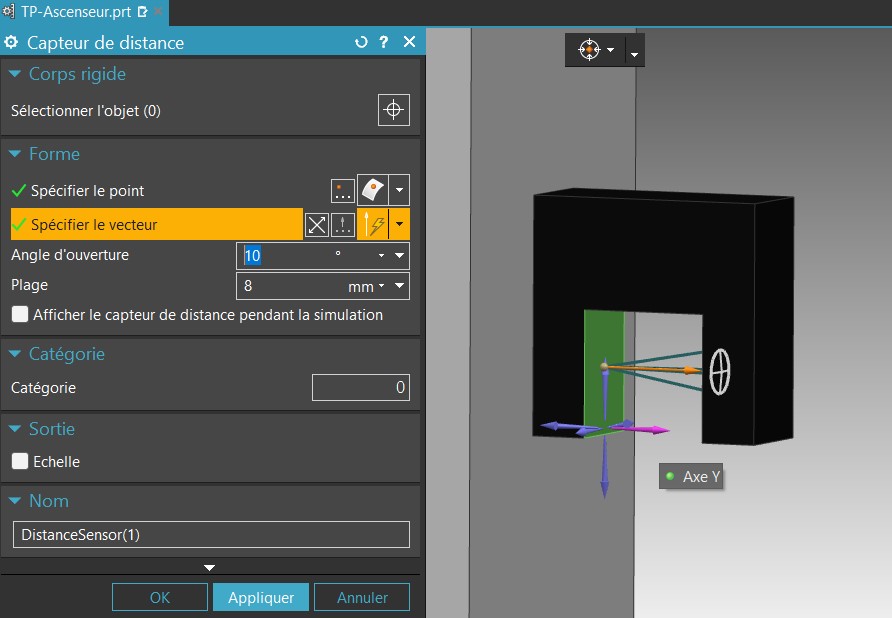 TP-Ascenseur.prt
Capteur de distance
Corps rigide
Sélectionner l'objet (0)
Forme
Spécifier le point
Spécifier le vecteur
Angle d'ouverture 10 °
Plage 8 mm
Afficher le capteur de distance pendant la simulation
Catégorie
Catégorie 0
Sortie
Echelle
Nom
DistanceSensor(1)
OK Appliquer Annuler
Axe Y